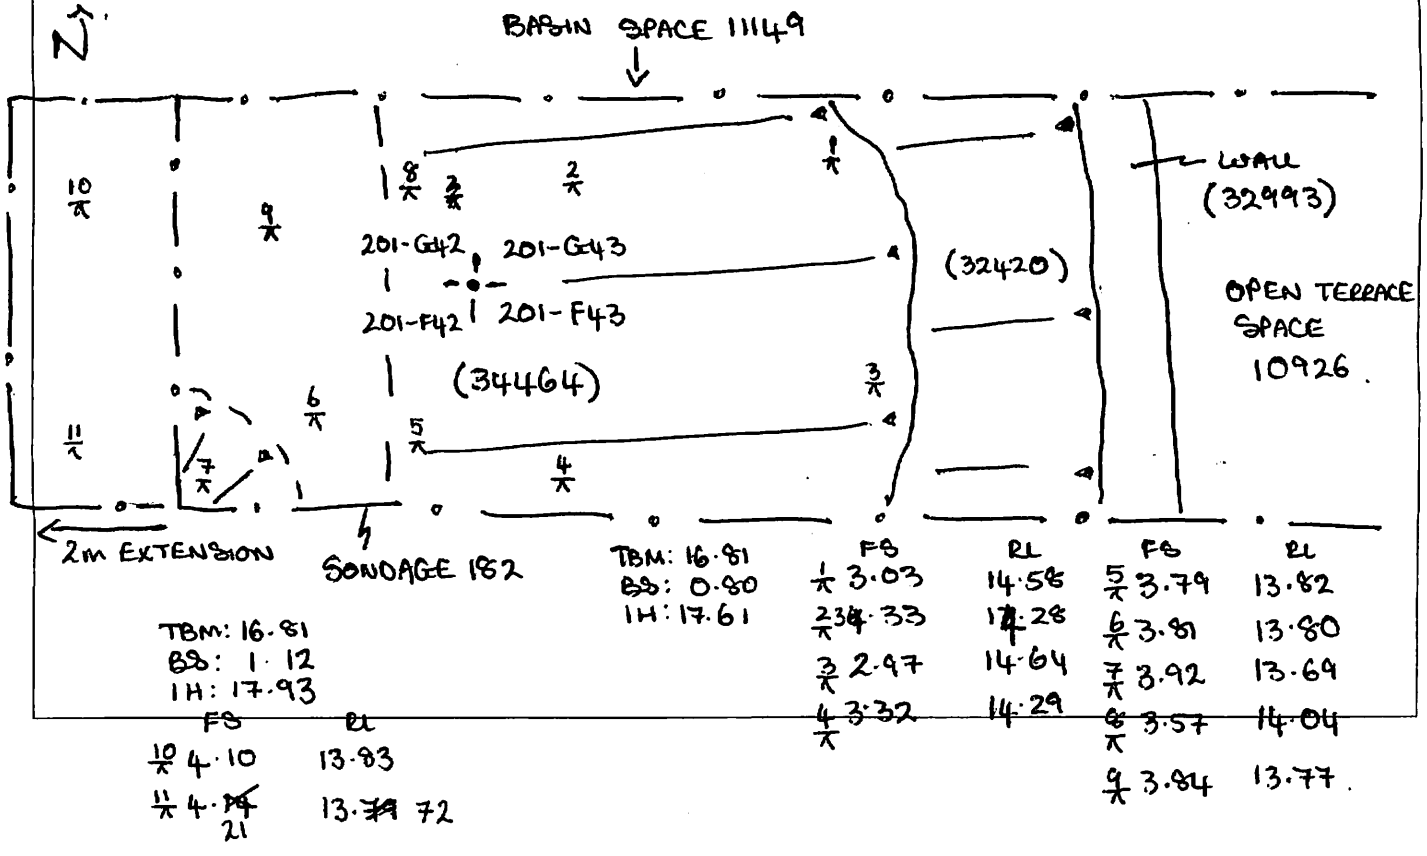 N
BASIN SPACE 11149
WALL
(32993)
10
9
8
2
1
201-G42
201-G43
201-F42
201-F43
(32420)
OPEN TERRACE
SPACE
10926.
(34464)
3
11
6
5
7
4
2m EXTENSION
SONDAGE 182
TBM: 16.81
BS: 0.80
IH: 17.61
FS RL
1 3.03 14.58
2 3.33 14.28
3 2.97 14.64
4 3.32 14.29
FS RL
5 3.79 13.82
6 3.81 13.80
7 3.92 13.69
8 3.57 14.04
9 3.84 13.77.
TBM: 16.81
BS: 1.12
IH: 17.93
FS RL
10 4.10 13.83
11 4.21 13.72